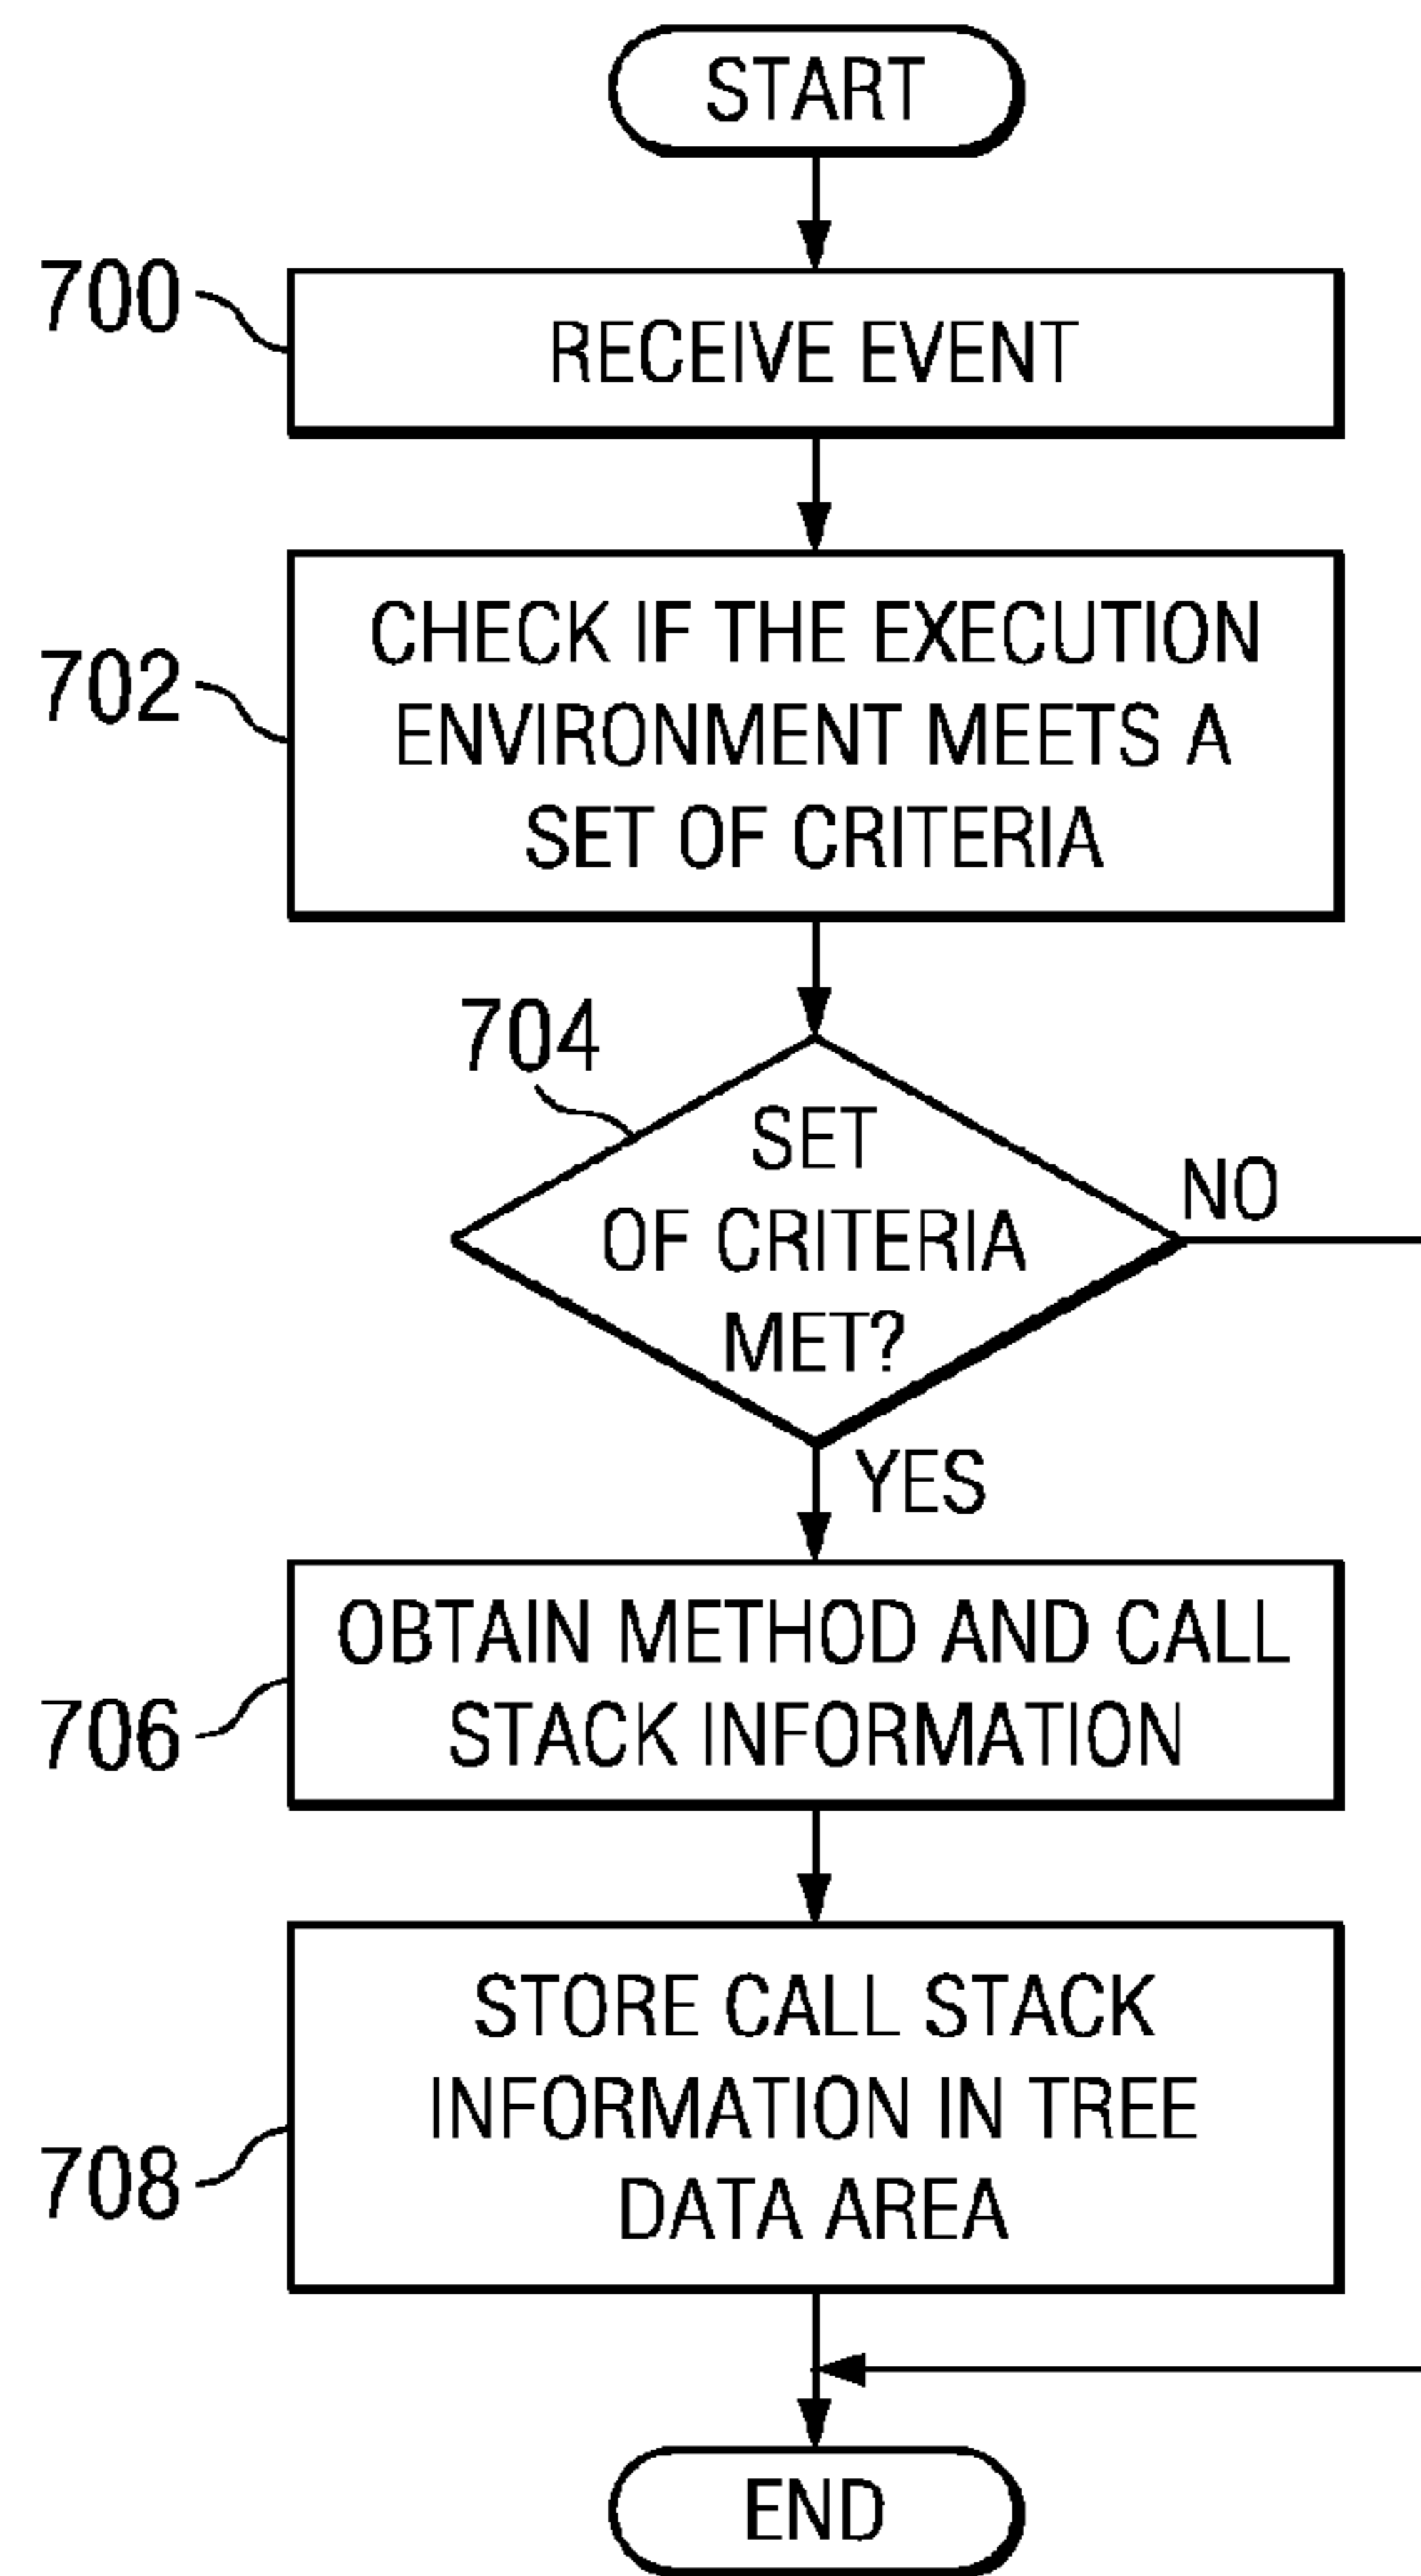 START
700
RECEIVE EVENT
702
CHECK IF THE EXECUTION
ENVIRONMENT MEETS A
SET OF CRITERIA
704
SET
OF CRITERIA
MET?
NO
YES
706
OBTAIN METHOD AND CALL
STACK INFORMATION
708
STORE CALL STACK
INFORMATION IN TREE
DATA AREA
END